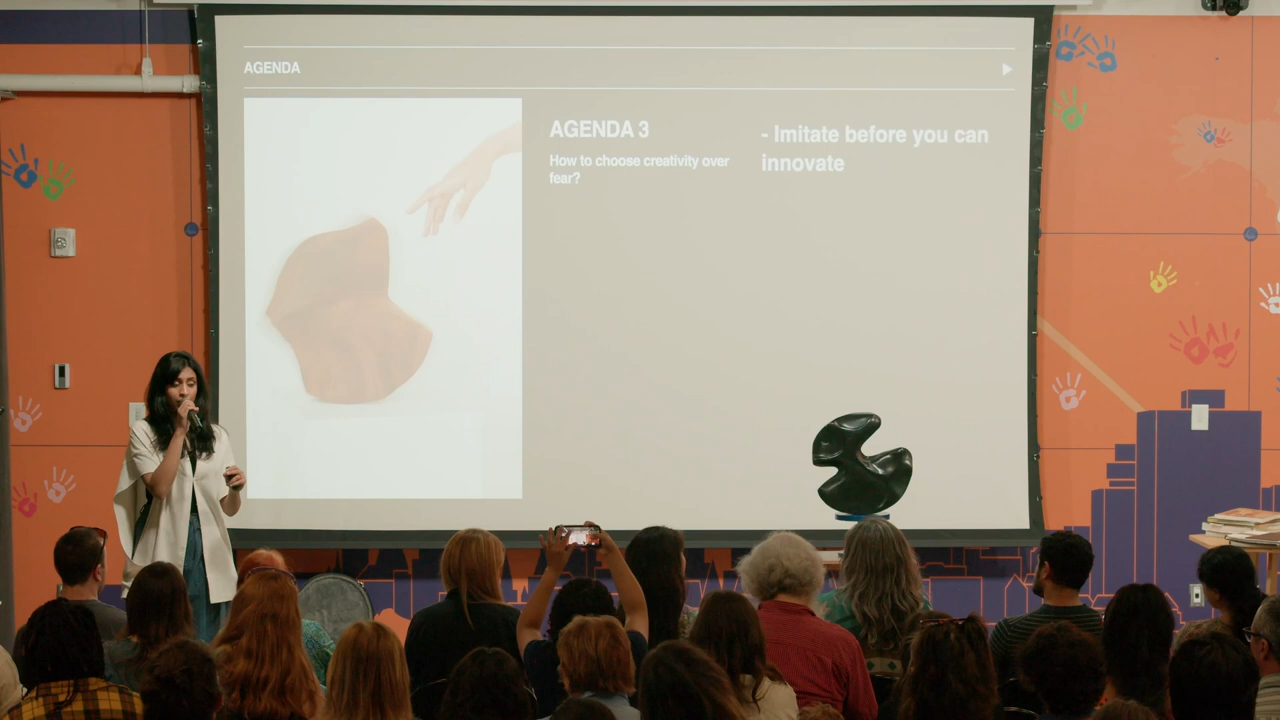 AGENDA
AGENDA 3
How to choose creativity over
fear?
- Imitate before you can
innovate